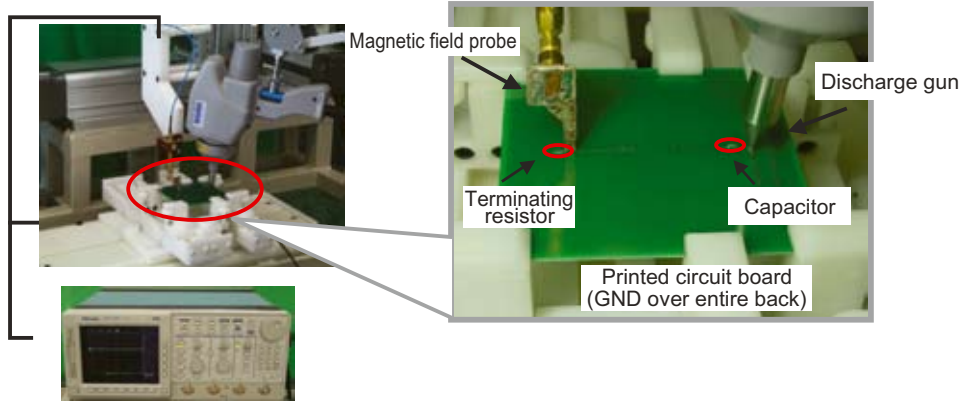 Magnetic field probe
Discharge gun
Terminating
resistor
Capacitor
Printed circuit board
(GND over entire back)